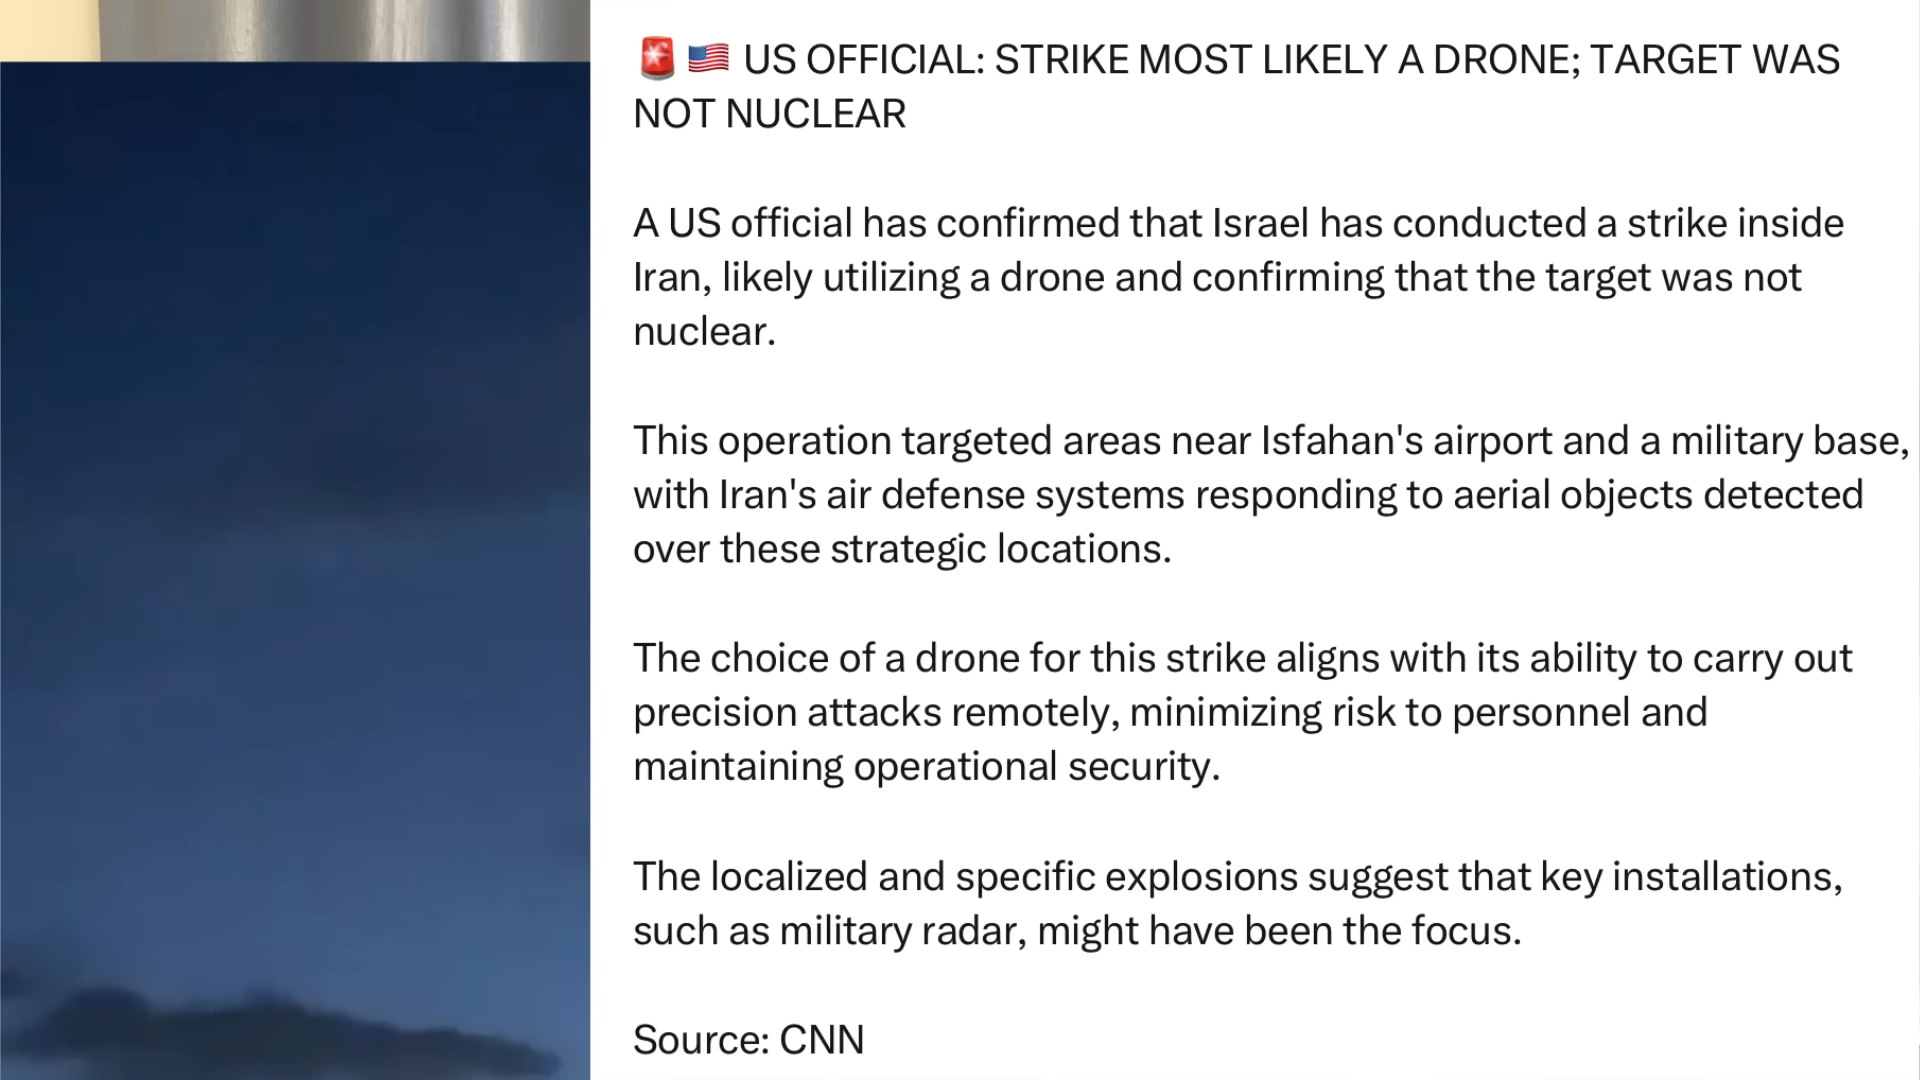 🚨🇺🇸 US OFFICIAL: STRIKE MOST LIKELY A DRONE; TARGET WAS
NOT NUCLEAR
A US official has confirmed that Israel has conducted a strike inside
Iran, likely utilizing a drone and confirming that the target was not
nuclear.
This operation targeted areas near Isfahan's airport and a military base,
with Iran's air defense systems responding to aerial objects detected
over these strategic locations.
The choice of a drone for this strike aligns with its ability to carry out
precision attacks remotely, minimizing risk to personnel and
maintaining operational security.
The localized and specific explosions suggest that key installations,
such as military radar, might have been the focus.
Source: CNN